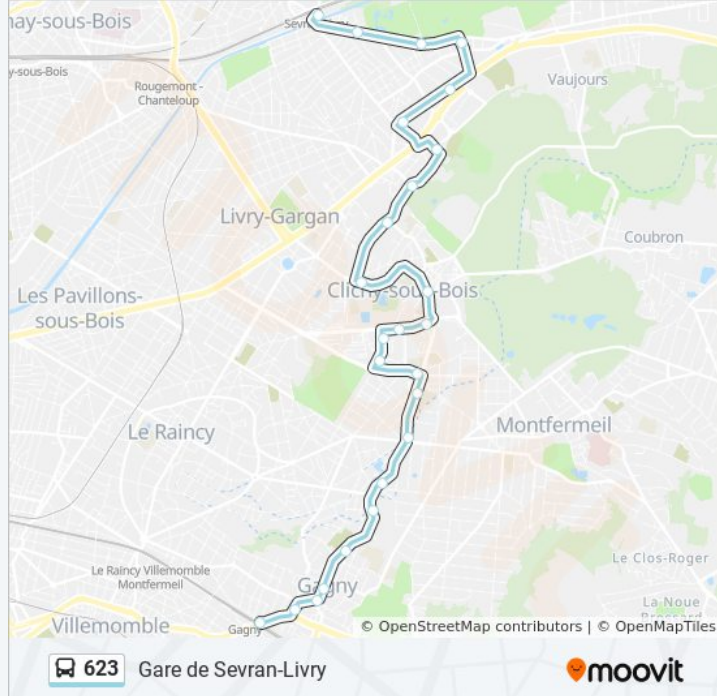 nay-sous-Bois
Sevran
y-sous-Bois
Rougemont -
Chanteloup
Vaujours
Livry-Gargan
Coubron
Clichy-sous-Bois
Les Pavillons-
sous-Bois
Montfermeil
Le Raincy
Le Clos-Roger
Le Raincy Villemomble
Montfermeil
Gagny
La Noue
Brossard
Villemomble
Gagny
© OpenStreetMap contributors | © OpenMapTiles
623 Gare de Sevran-Livry
moovit